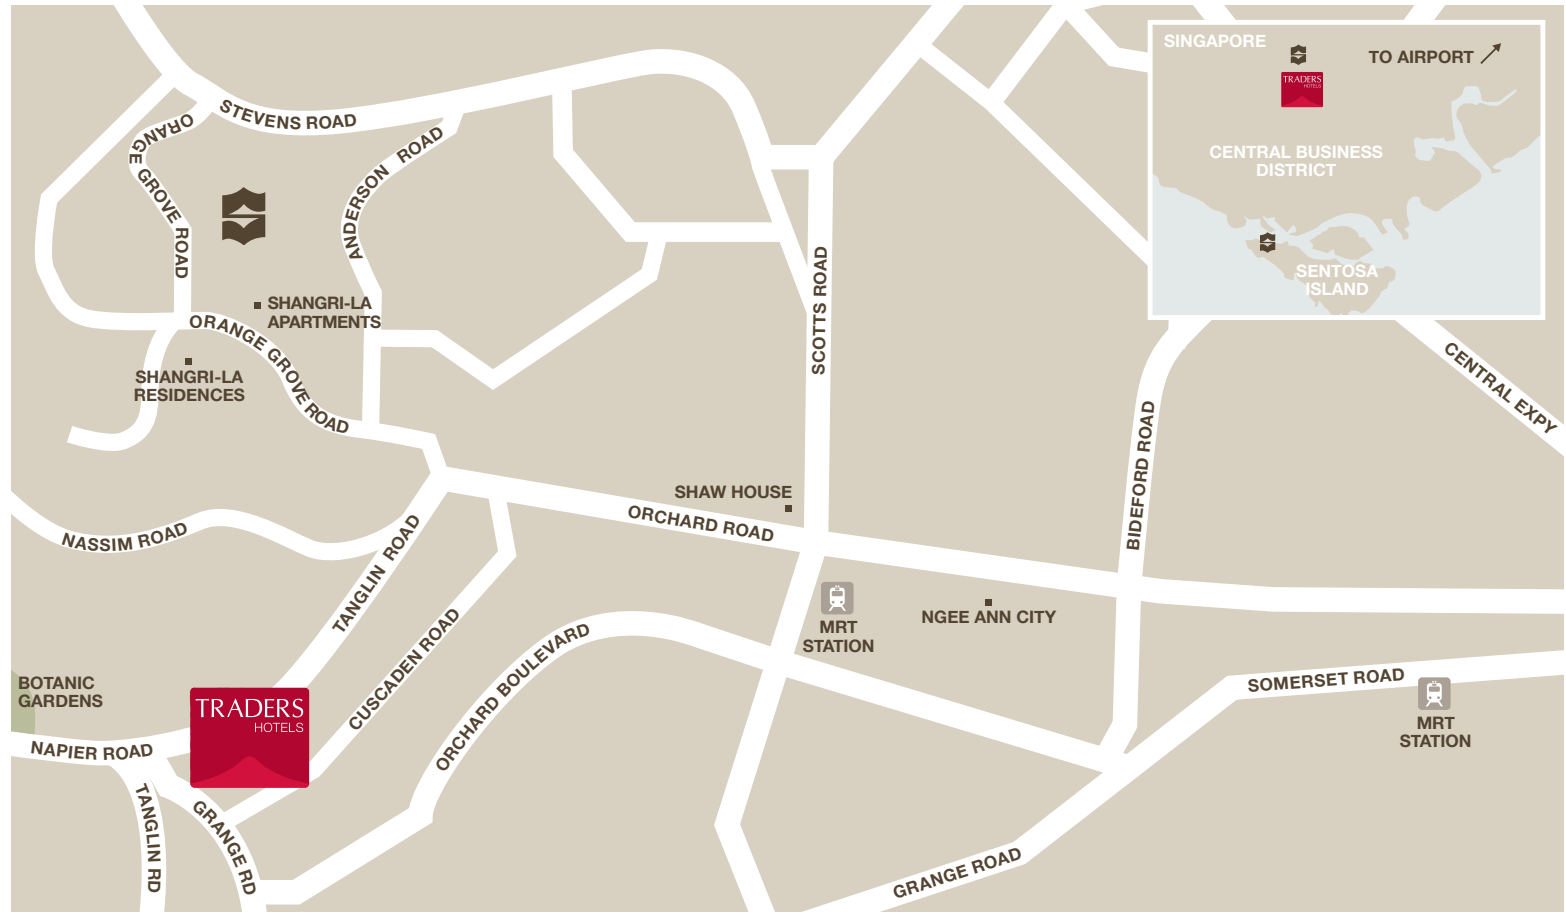 SINGAPORE
TO AIRPORT
TRADERS
HOTELS
CENTRAL BUSINESS
DISTRICT
SENTOSA
ISLAND
STEVENS ROAD
ORANGE GROVE ROAD
ANDERSON ROAD
SHANGRI-LA
APARTMENTS
ORANGE GROVE ROAD
SHANGRI-LA
RESIDENCES
SCOTTS ROAD
CENTRAL EXPY
BIDEFORD ROAD
SHAW HOUSE
ORCHARD ROAD
NASSIM ROAD
TANGLIN ROAD
CUSCADEN ROAD
ORCHARD BOULEVARD
MRT
STATION
NGEE ANN CITY
BOTANIC
GARDENS
SOMERSET ROAD
MRT
STATION
TRADERS
HOTELS
NAPIER ROAD
TANGLIN RD
GRANGE RD
GRANGE ROAD